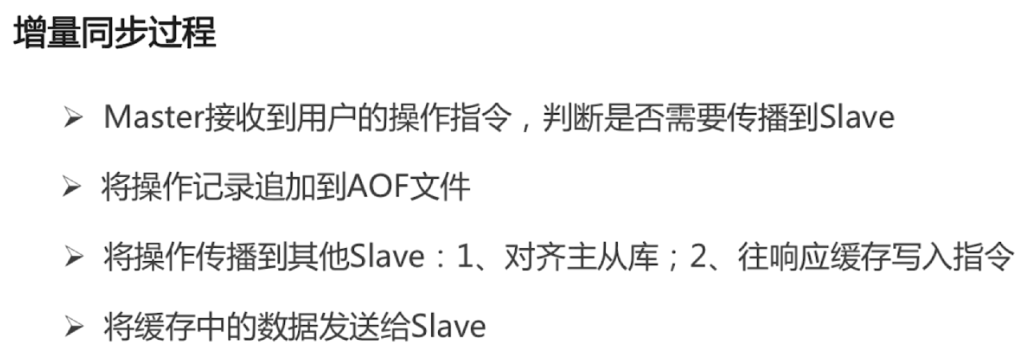 增量同步过程
➢ Master接收到用户的操作指令，判断是否需要传播到Slave
➢ 将操作记录追加到AOF文件
➢ 将操作传播到其他Slave：1、对齐主从库；2、往响应缓存写入指令
➢ 将缓存中的数据发送给Slave